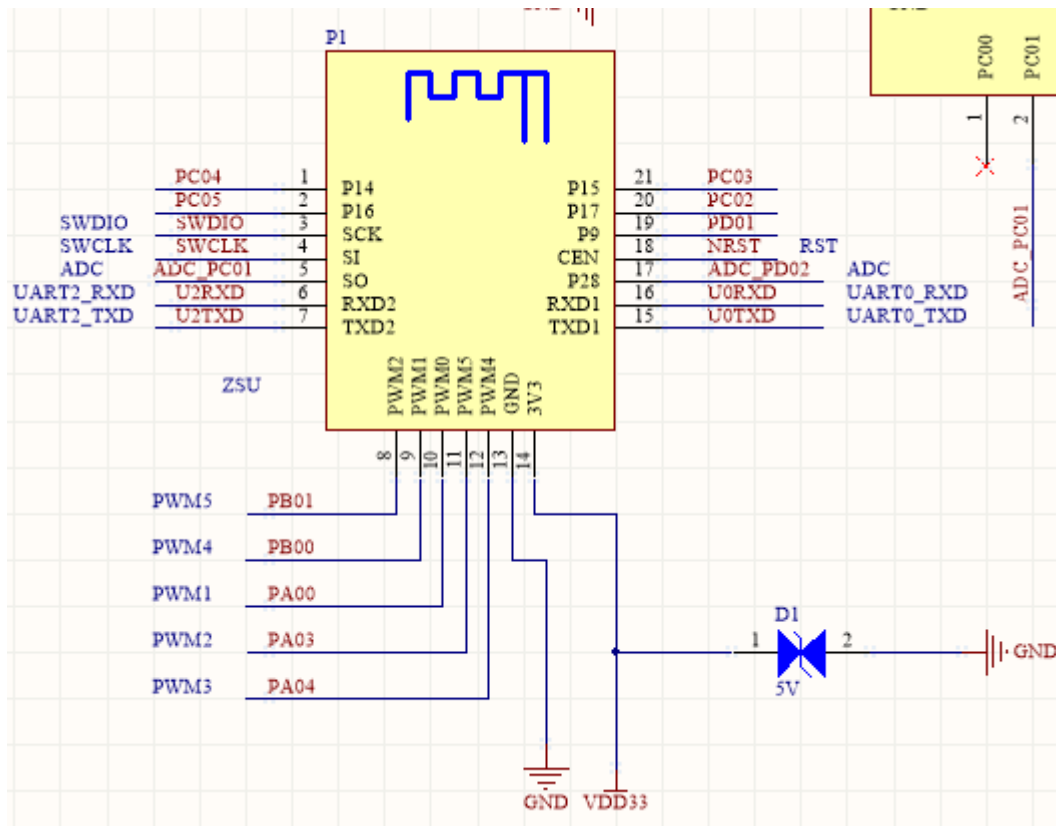 P1
PC00
PC01
1
2
PC04 1 P14 P15 21 PC03
PC05 2 P16 P17 20 PC02
SWDIO SWDIO 3 SCK P9 19 PD01
SWCLK SWCLK 4 SI CEN 18 NRST RST
ADC ADC_PC01 5 SO P28 17 ADC_PD02 ADC
UART2_RXD U2RXD 6 RXD2 RXD1 16 U0RXD UART0_RXD
UART2_TXD U2TXD 7 TXD2 TXD1 15 U0TXD UART0_TXD
ADC_PC01
ZSU
PWM2 PWM1 PWM0 PWM5 PWM4 GND 3V3
8 9 10 11 12 13 14
PWM5 PB01
PWM4 PB00
PWM1 PA00
PWM2 PA03
PWM3 PA04
D1
1 2
GND
5V
GND VDD33